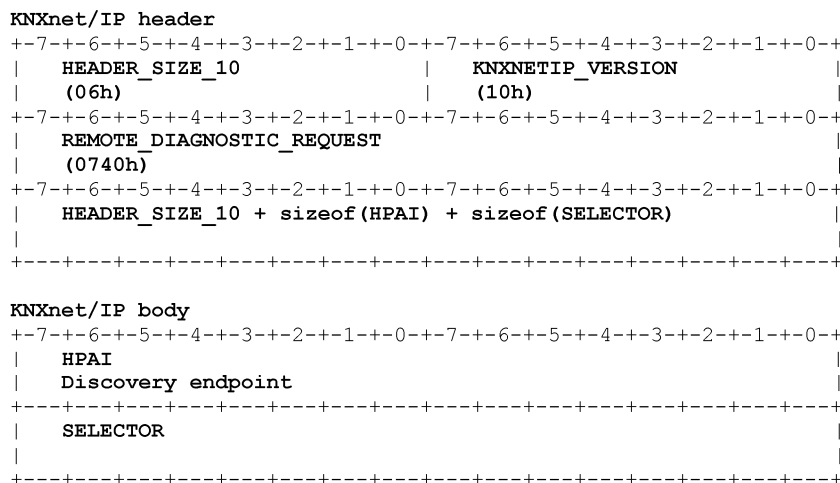 KNXnet/IP header
+-7-+-6-+-5-+-4-+-3-+-2-+-1-+-0-+-7-+-6-+-5-+-4-+-3-+-2-+-1-+-0-+
|   HEADER_SIZE_10              |   KNXNETIP_VERSION            |
|   (06h)                       |   (10h)                       |
+-7-+-6-+-5-+-4-+-3-+-2-+-1-+-0-+-7-+-6-+-5-+-4-+-3-+-2-+-1-+-0-+
|   REMOTE_DIAGNOSTIC_REQUEST                                   |
|   (0740h)                                                     |
+-7-+-6-+-5-+-4-+-3-+-2-+-1-+-0-+-7-+-6-+-5-+-4-+-3-+-2-+-1-+-0-+
|   HEADER_SIZE_10 + sizeof(HPAI) + sizeof(SELECTOR)            |
|                                                               |
+---+---+---+---+---+---+---+---+---+---+---+---+---+---+---+---+
KNXnet/IP body
+-7-+-6-+-5-+-4-+-3-+-2-+-1-+-0-+-7-+-6-+-5-+-4-+-3-+-2-+-1-+-0-+
|   HPAI                                                        |
|   Discovery endpoint                                          |
+---+---+---+---+---+---+---+---+---+---+---+---+---+---+---+---+
|   SELECTOR                                                    |
|                                                               |
+---+---+---+---+---+---+---+---+---+---+---+---+---+---+---+---+